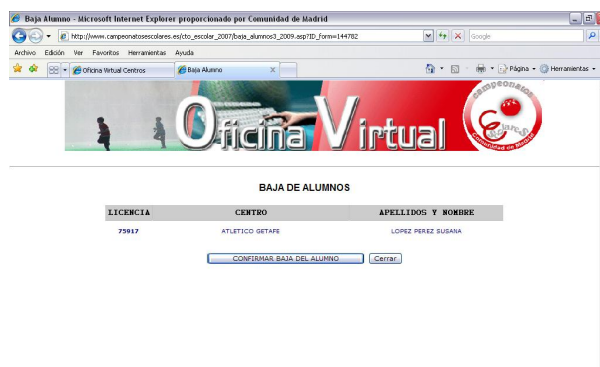 Baja Alumno - Microsoft Internet Explorer proporcionado por Comunidad de Madrid
http://www.campeonatosescolares.es/cto_escolar_2007/baja_alumnos3_2009.asp?ID_form=144782
Google
Archivo Edición Ver Favoritos Herramientas Ayuda
Oficina Virtual Centros
Baja Alumno X
Página
Herramientas
Oficina Virtual
campeonatos
Comunidad de Madrid
BAJA DE ALUMNOS
LICENCIA CENTRO APELLIDOS Y NOMBRE
75917 ATLETICO GETAFE LOPEZ PEREZ SUSANA
CONFIRMAR BAJA DEL ALUMNO Cerrar